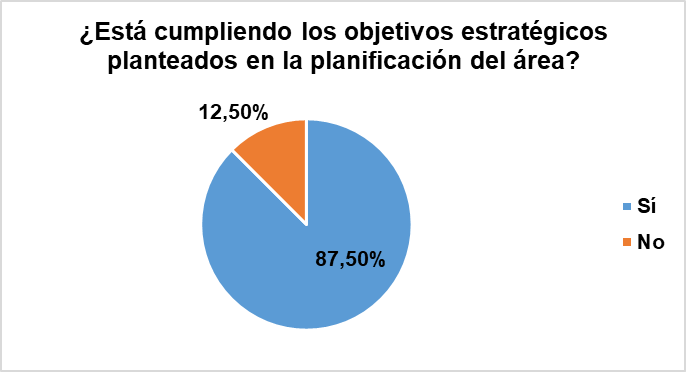 ¿Está cumpliendo los objetivos estratégicos
planteados en la planificación del área?
12,50%
87,50%
Sí
No